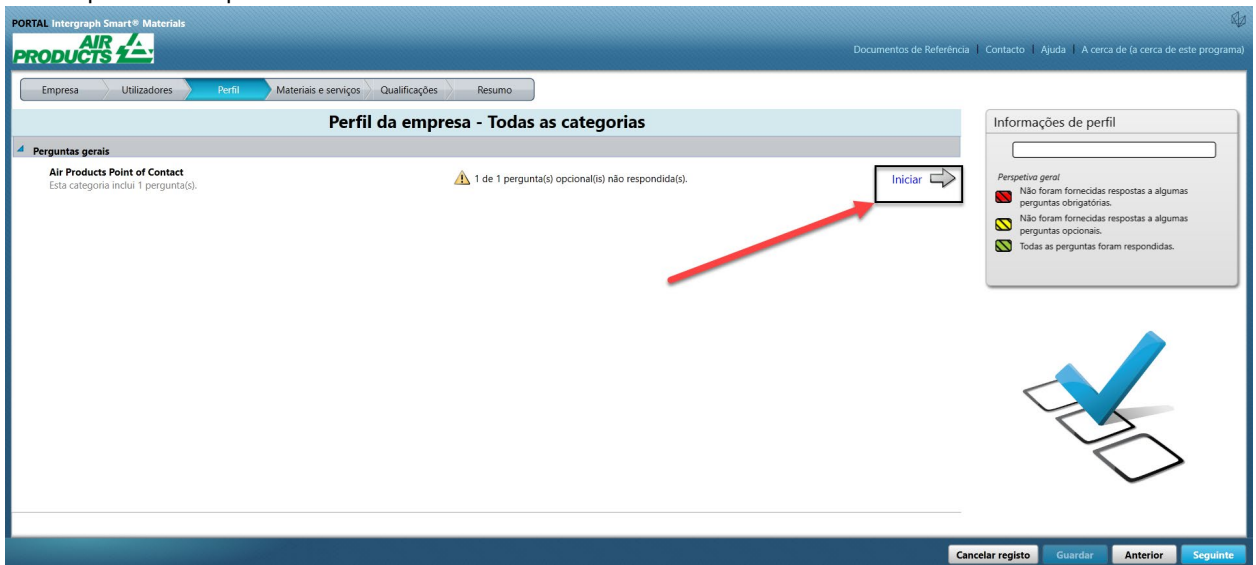 PORTAL Intergraph Smart® Materials
AIR
PRODUCTS
Documentos de Referência | Contacto | Ajuda | A cerca de (a cerca de este programa)
Empresa
Utilizadores
Perfil
Materiais e serviços
Qualificações
Resumo
Perfil da empresa - Todas as categorias
Perguntas gerais
Air Products Point of Contact
Esta categoria inclui 1 pergunta(s).
1 de 1 pergunta(s) opcional(is) não respondida(s).
Iniciar
Informações de perfil
Perspetiva geral
Não foram fornecidas respostas a algumas
perguntas obrigatórias.
Não foram fornecidas respostas a algumas
perguntas opcionais.
Todas as perguntas foram respondidas.
Cancelar registo
Guardar
Anterior
Seguinte